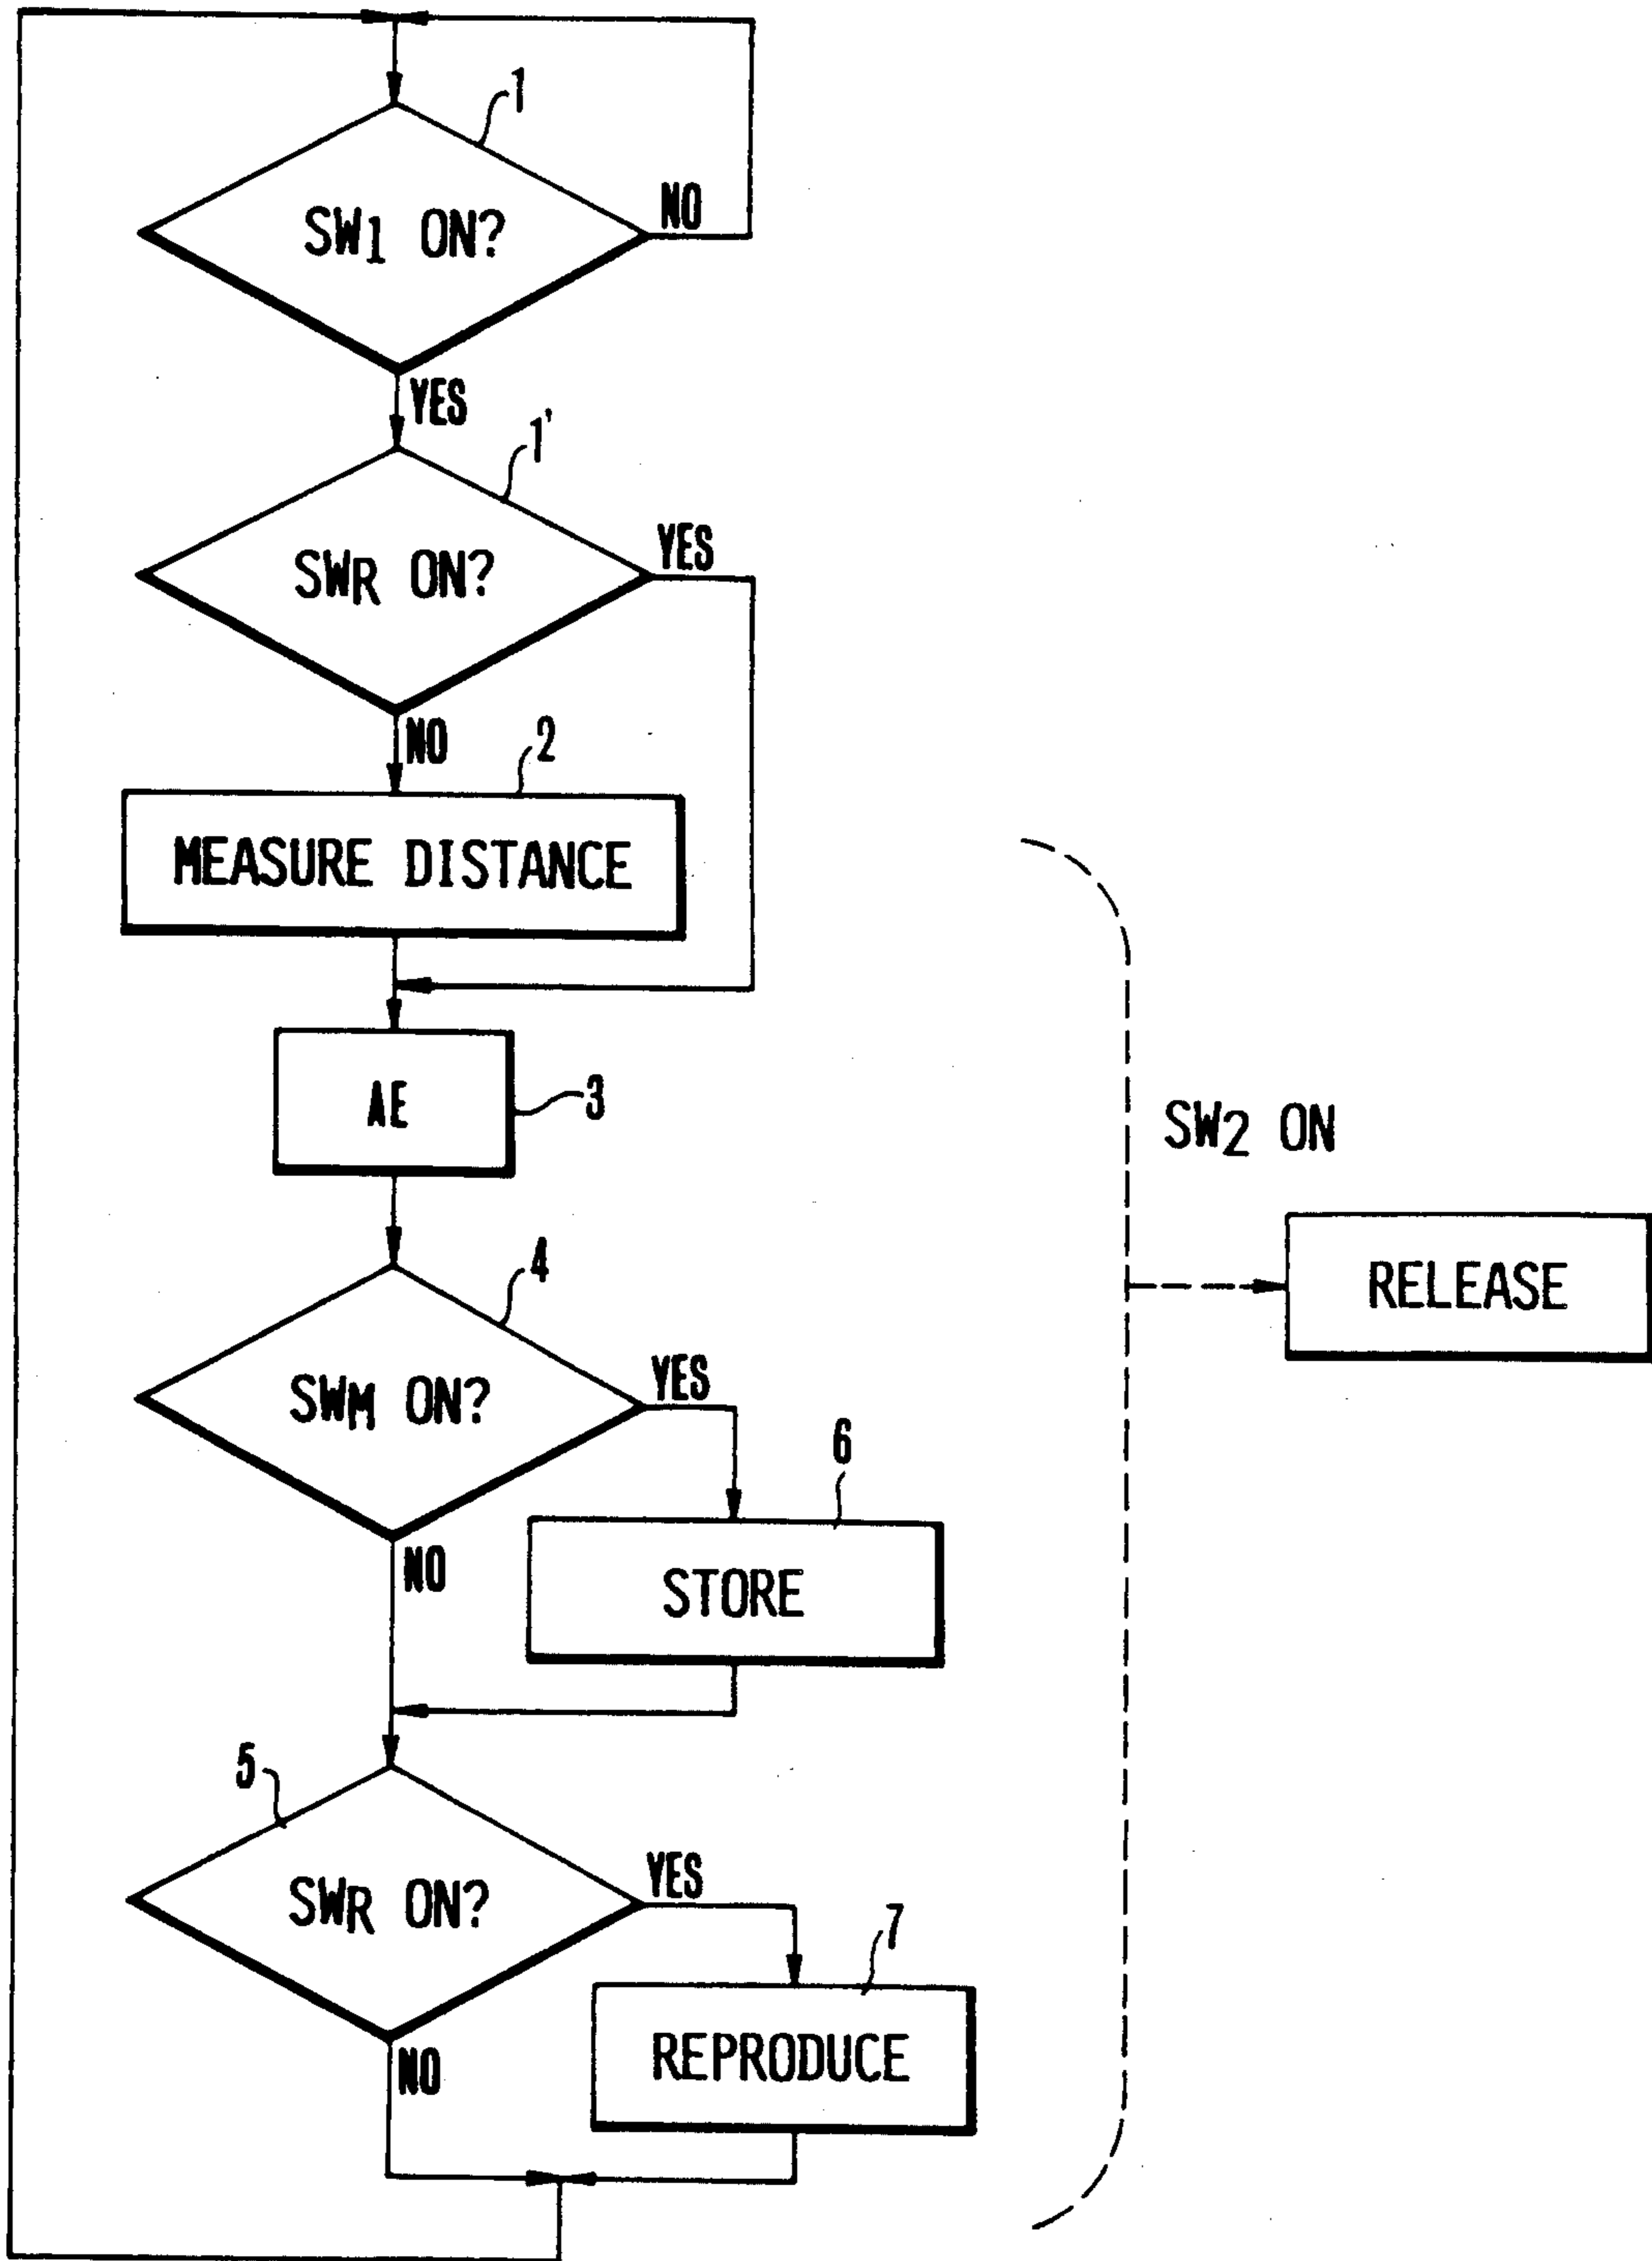 1
SW1 ON?
NO
YES
1'
SWR ON?
YES
NO
2
MEASURE DISTANCE
AE
3
SW2 ON
RELEASE
4
SWM ON?
YES
NO
6
STORE
5
SWR ON?
YES
NO
7
REPRODUCE